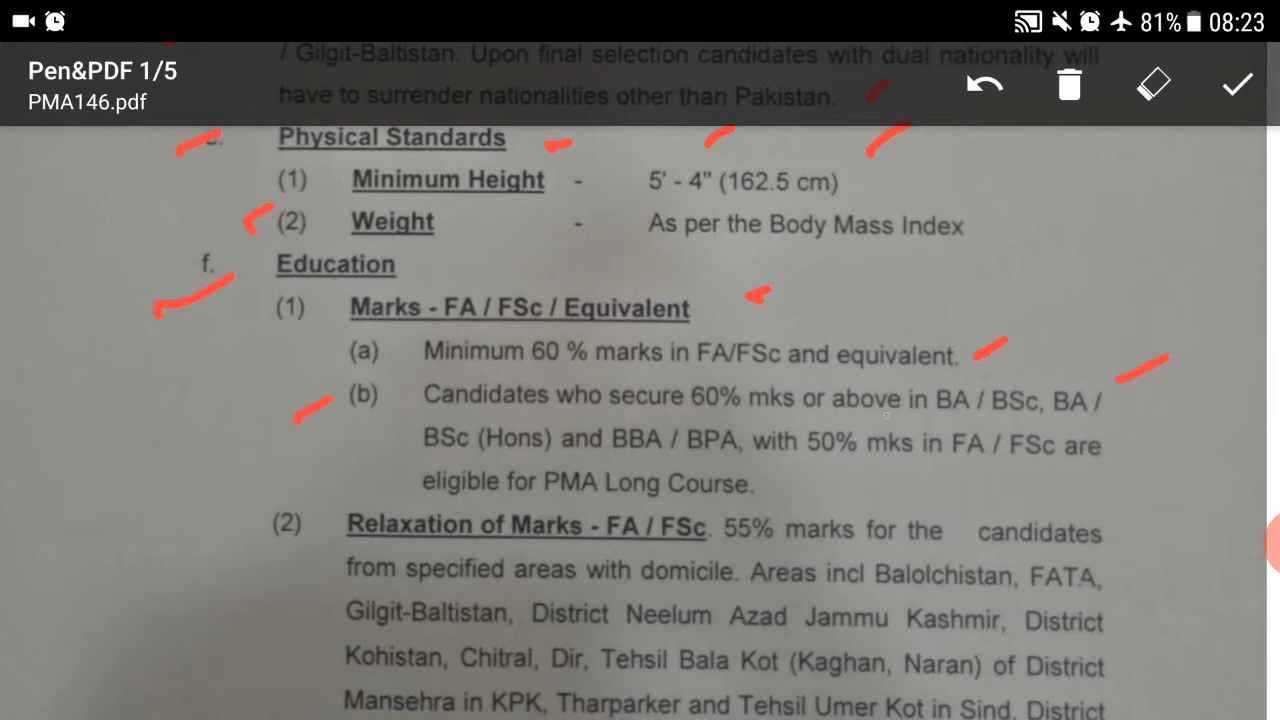 81% 08:23
/ Gilgit-Baltistan. Upon final selection candidates with dual nationality will
Pen&PDF 1/5
have to surrender nationalities other than Pakistan.
PMA146.pdf
Physical Standards
(1) Minimum Height - 5' - 4" (162.5 cm)
(2) Weight - As per the Body Mass Index
f. Education
(1) Marks - FA / FSc / Equivalent
(a) Minimum 60 % marks in FA/FSc and equivalent.
(b) Candidates who secure 60% mks or above in BA / BSc, BA /
BSc (Hons) and BBA / BPA, with 50% mks in FA / FSc are
eligible for PMA Long Course.
(2) Relaxation of Marks - FA / FSc. 55% marks for the candidates
from specified areas with domicile. Areas incl Balolchistan, FATA,
Gilgit-Baltistan, District Neelum Azad Jammu Kashmir, District
Kohistan, Chitral, Dir, Tehsil Bala Kot (Kaghan, Naran) of District
Mansehra in KPK, Tharparker and Tehsil Umer Kot in Sind, District